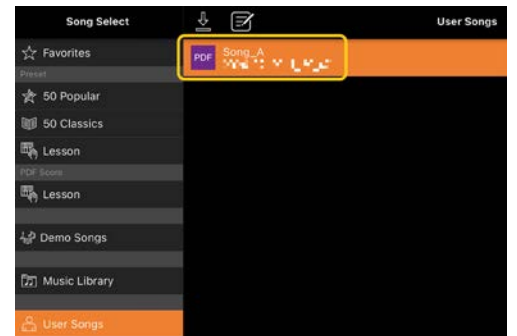 Song Select
User Songs
Favorites
Preset
50 Popular
50 Classics
Lesson
PDF Score
Lesson
Demo Songs
Music Library
User Songs
PDF
Song_A